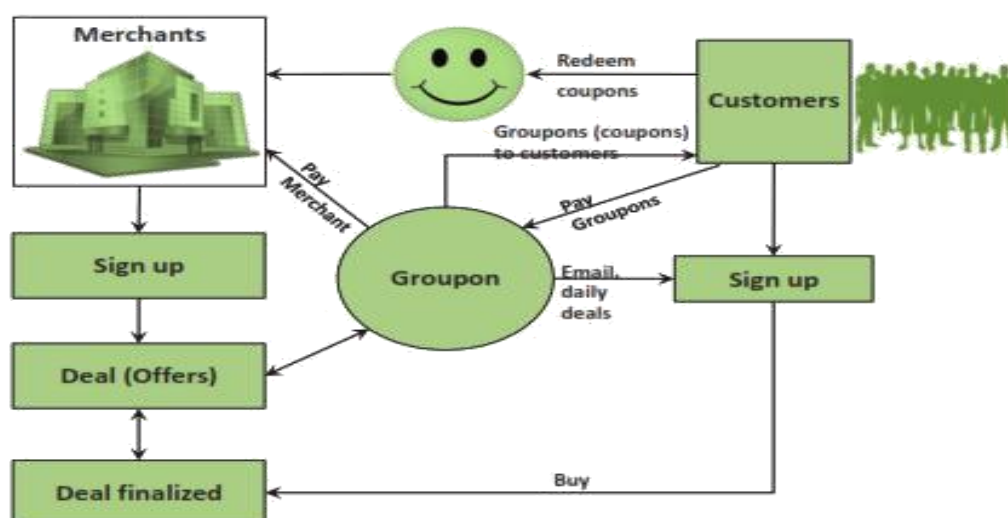 Merchants
Redeem
coupons
Customers
Groupons (coupons)
to customers
Pay
Merchant
Pay
Groupons
Sign up
Groupon
Email,
daily
deals
Sign up
Deal (Offers)
Deal finalized
Buy